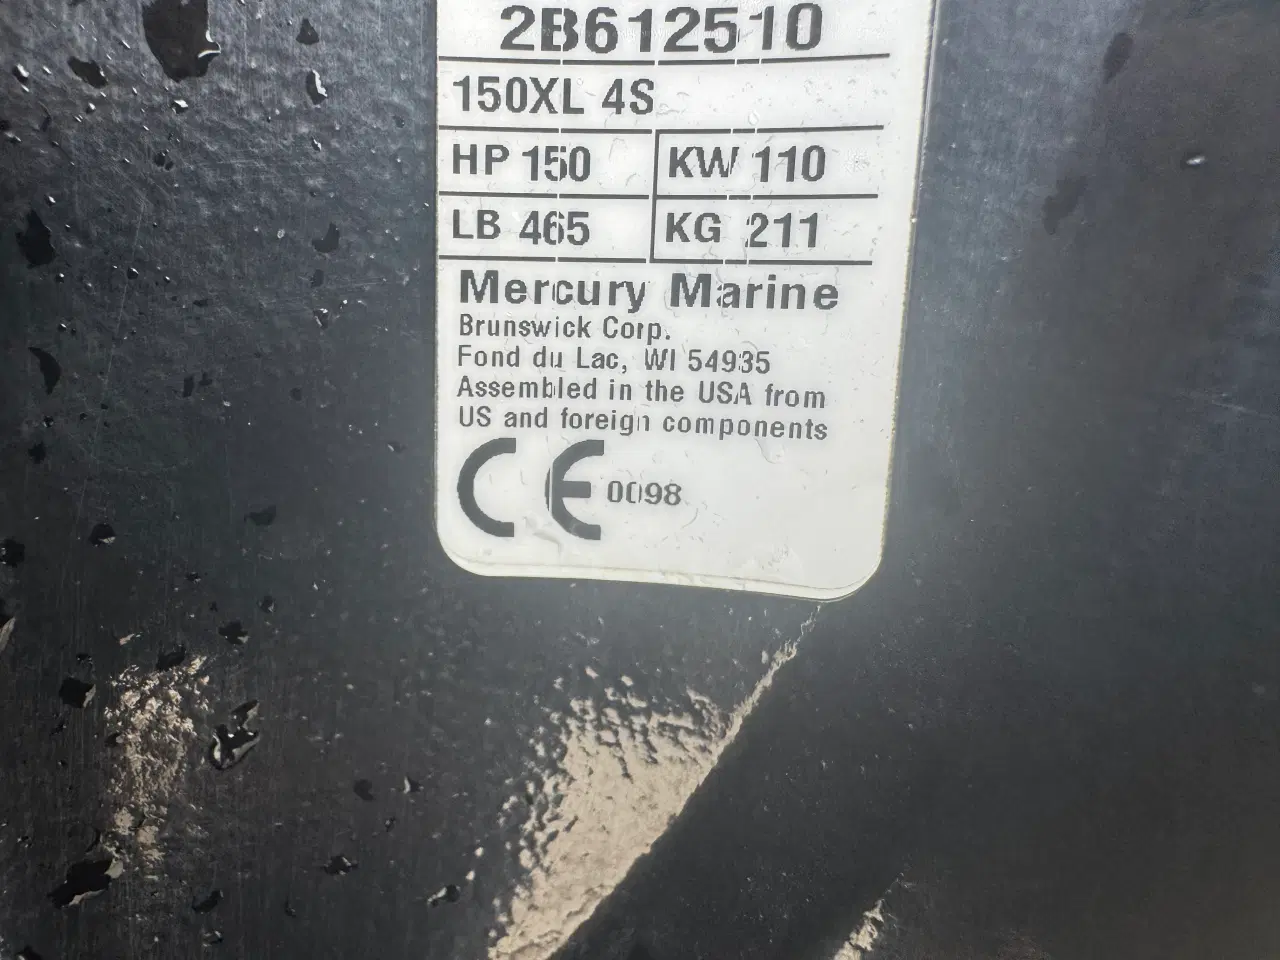 2B612510
150XL 4S
HP 150 KW 110
LB 465 KG 211
Mercury Marine
Brunswick Corp.
Fond du Lac, WI 54935
Assembled in the USA from
US and foreign components
CE 0098